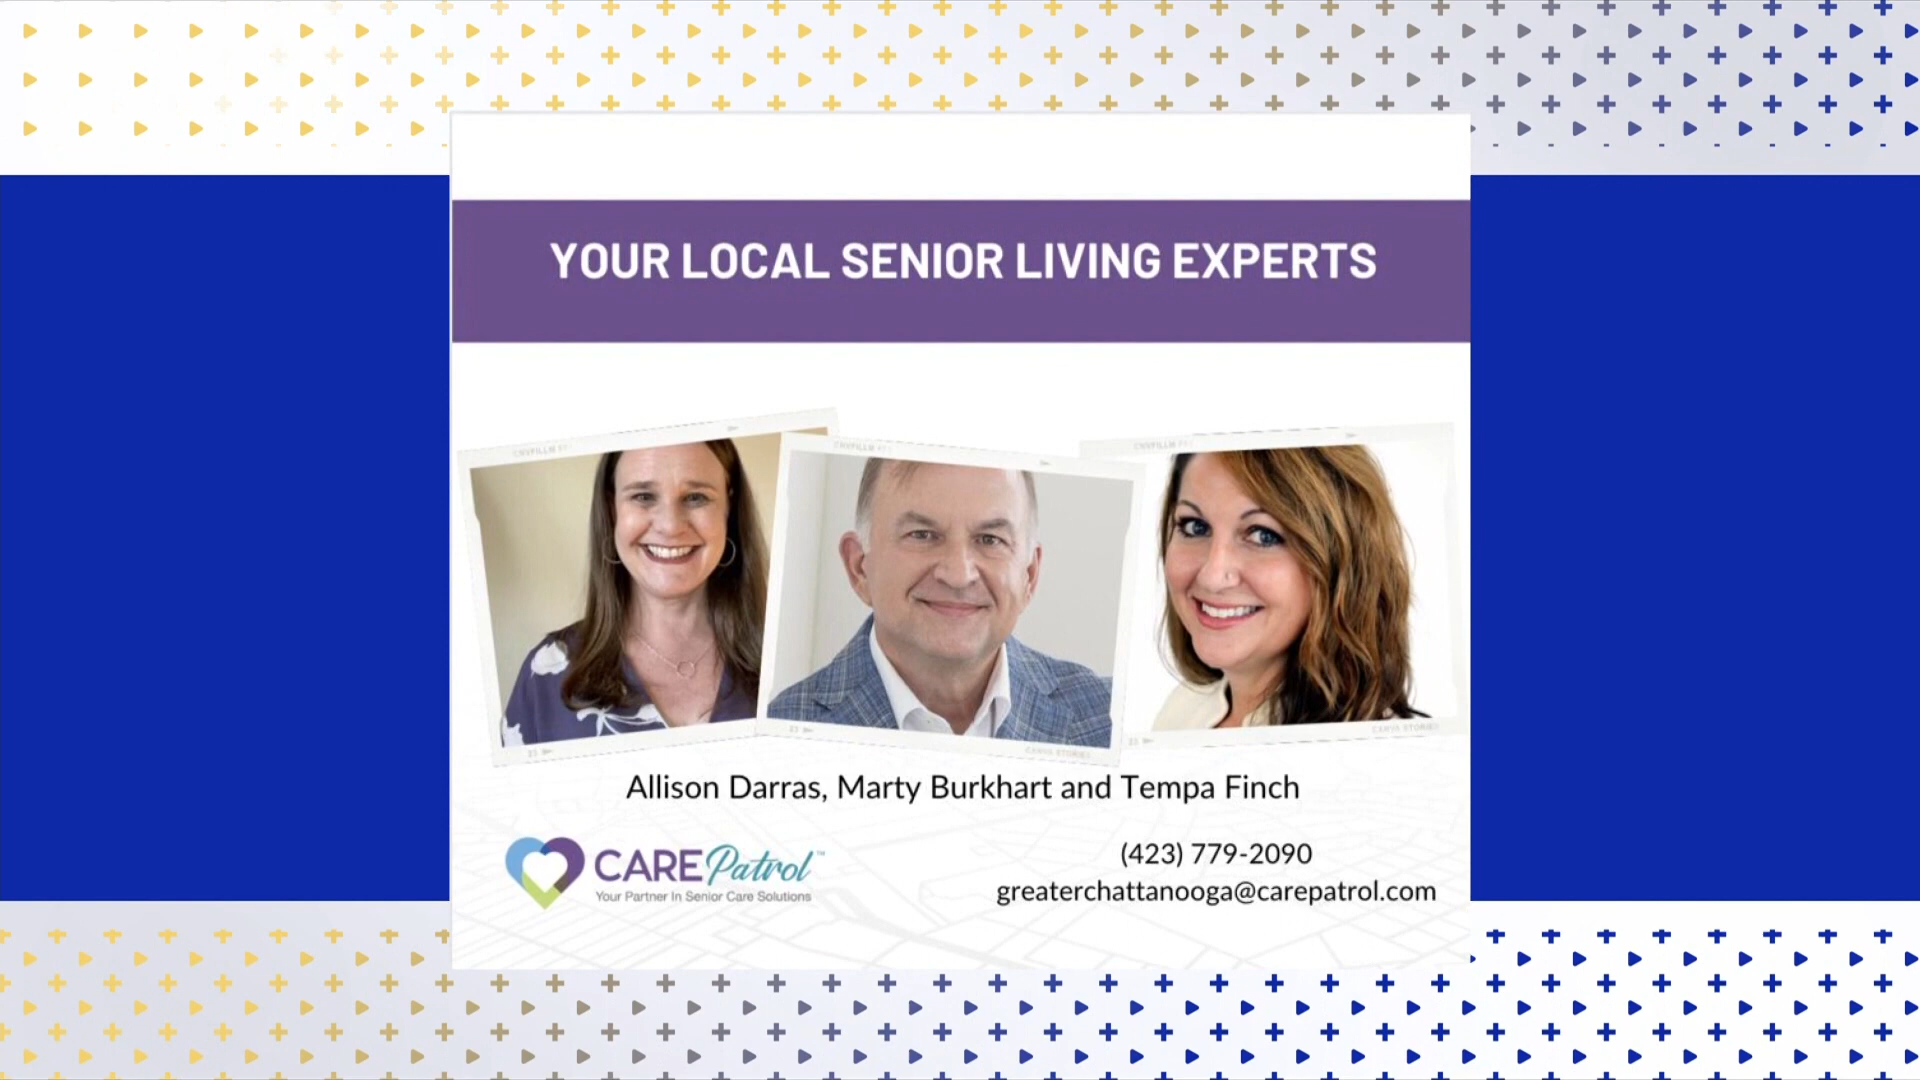 YOUR LOCAL SENIOR LIVING EXPERTS
Allison Darras, Marty Burkhart and Tempa Finch
CAREPatrol™
Your Partner In Senior Care Solutions
(423) 779-2090
greaterchattanooga@carepatrol.com